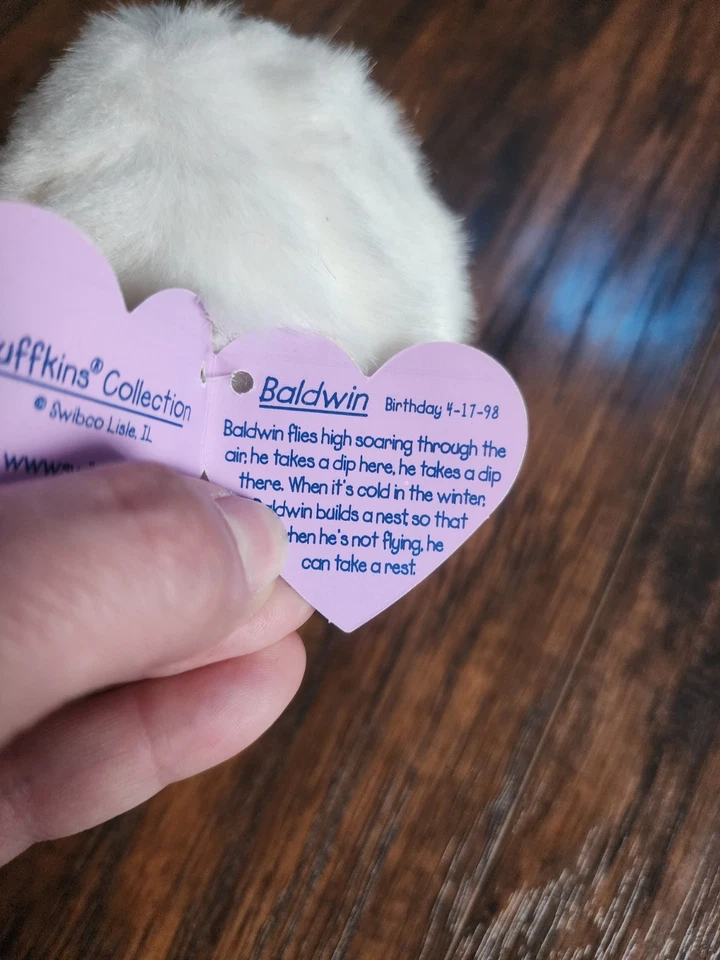 uffkins® Collection
© Swibco Lisle, IL
Baldwin Birthday 4-17-98
Baldwin flies high soaring through the
air, he takes a dip here, he takes a dip
there. When it's cold in the winter,
ldwin builds a nest so that
hen he's not flying, he
can take a rest.